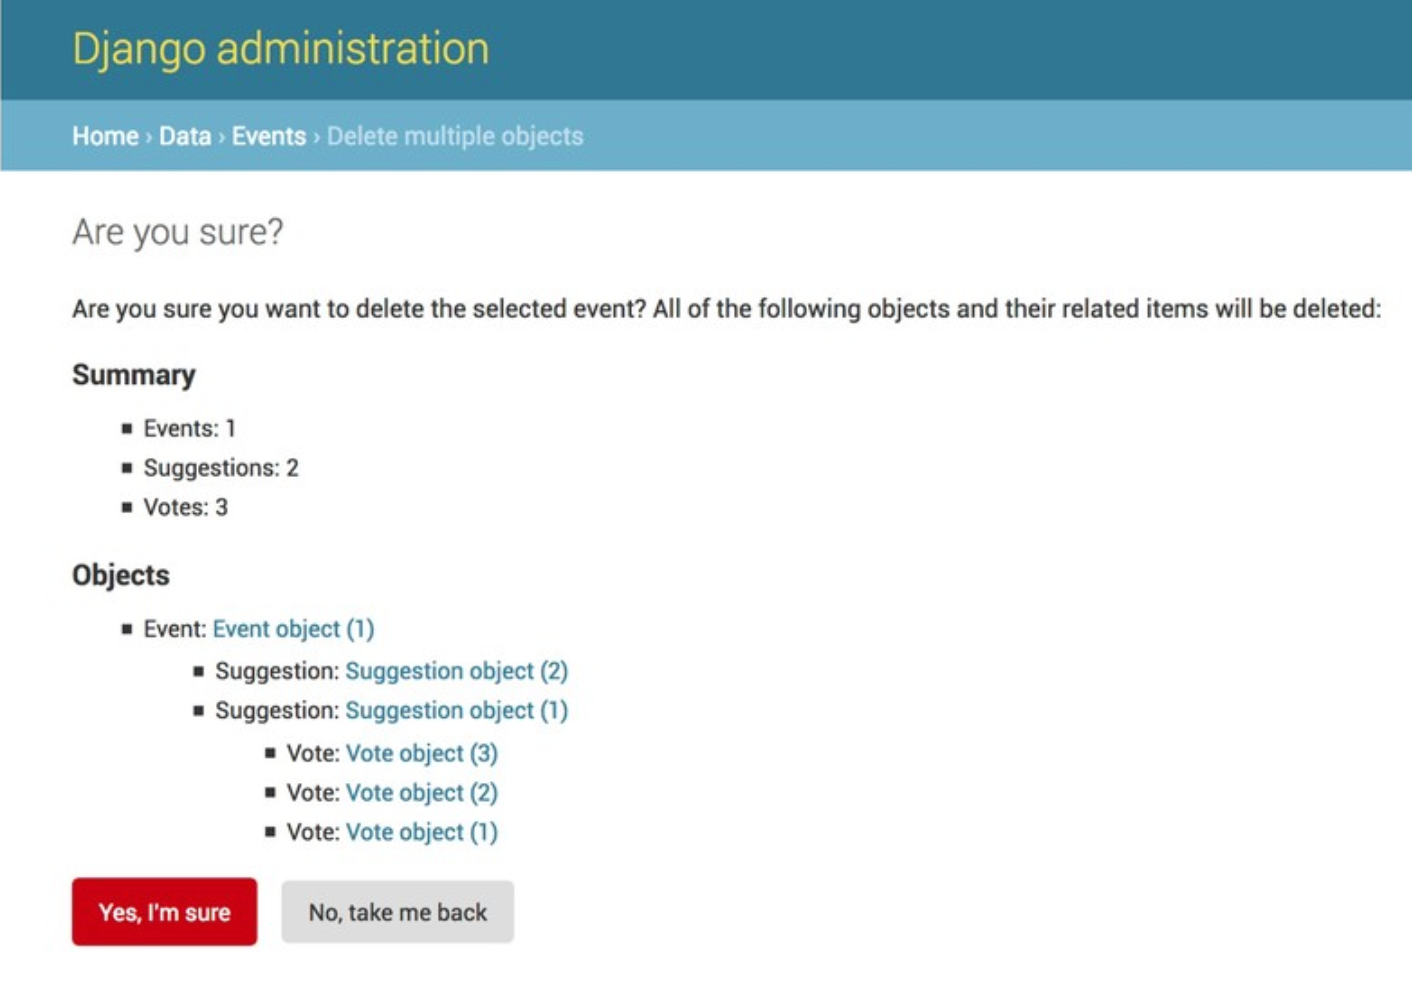 Django administration
Home › Data › Events › Delete multiple objects
Are you sure?
Are you sure you want to delete the selected event? All of the following objects and their related items will be deleted:
Summary
Events: 1
Suggestions: 2
Votes: 3
Objects
Event: Event object (1)
Suggestion: Suggestion object (2)
Suggestion: Suggestion object (1)
Vote: Vote object (3)
Vote: Vote object (2)
Vote: Vote object (1)
Yes, I'm sure No, take me back